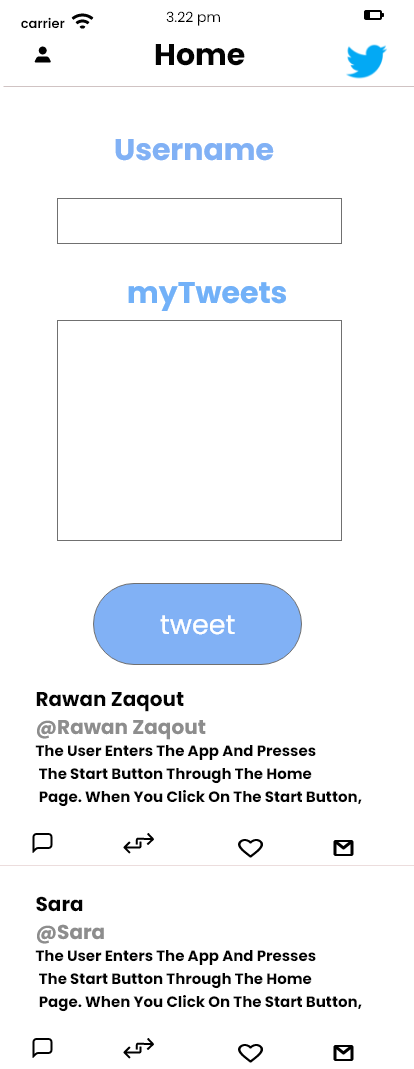 carrier
3.22 pm
Home
Username
myTweets
tweet
Rawan Zaqout
@Rawan Zaqout
The User Enters The App And Presses
The Start Button Through The Home
Page. When You Click On The Start Button,
Sara
@Sara
The User Enters The App And Presses
The Start Button Through The Home
Page. When You Click On The Start Button,